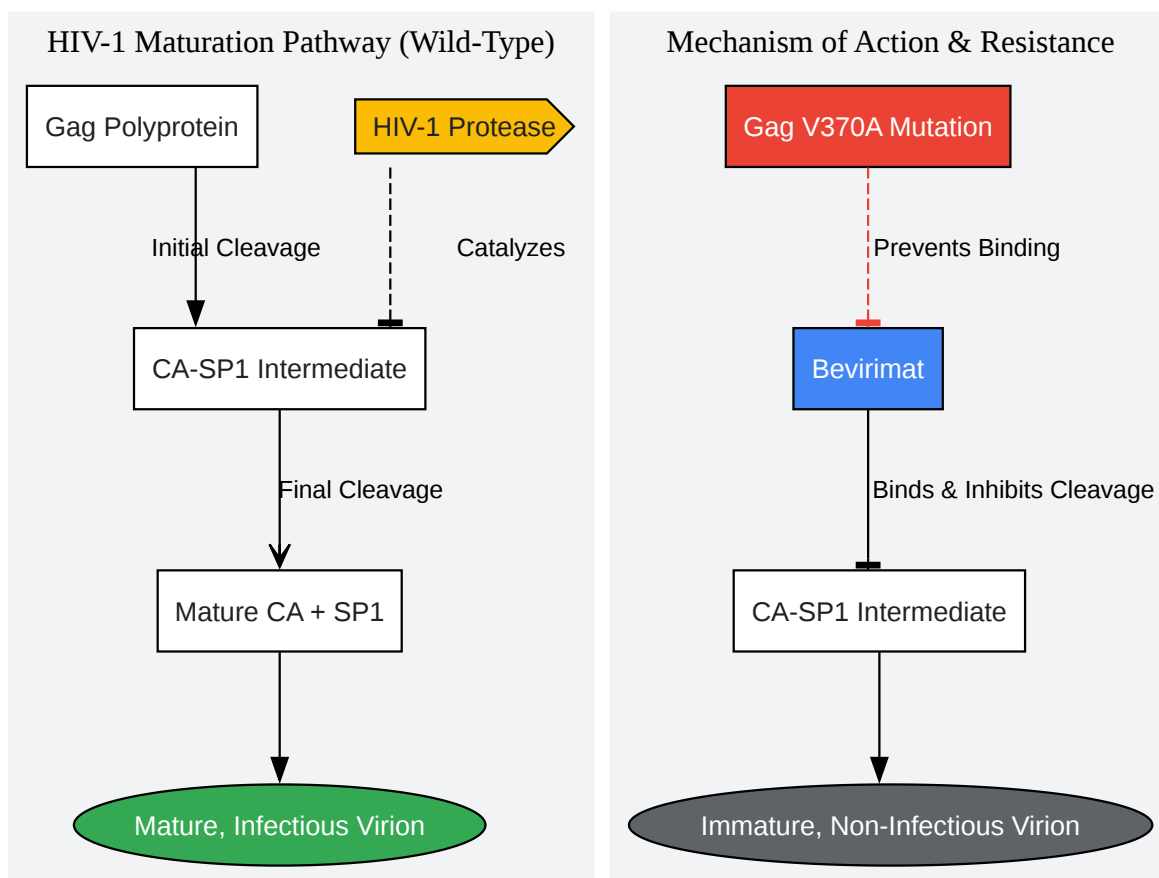 HIV-1 Maturation Pathway (Wild-Type)
Gag Polyprotein
HIV-1 Protease
Initial Cleavage
Catalyzes
CA-SP1 Intermediate
Final Cleavage
Mature CA + SP1
Mature, Infectious Virion
Mechanism of Action & Resistance
Gag V370A Mutation
Prevents Binding
Bevirimat
Binds & Inhibits Cleavage
CA-SP1 Intermediate
Immature, Non-Infectious Virion